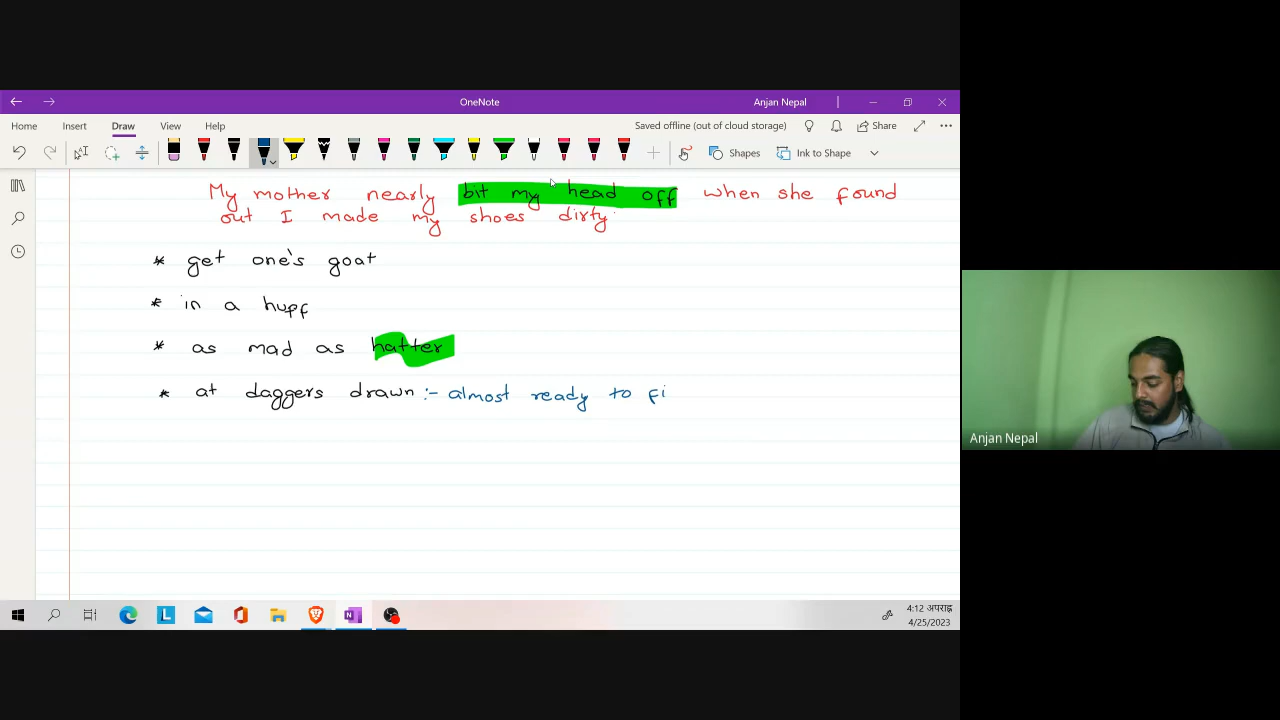 OneNote
Anjan Nepal
Home Insert Draw View Help
Saved offline (out of cloud storage)
Share
Shapes
Ink to Shape
My mother nearly bit my head off when she found
out I made my shoes dirty.
* get one's goat
* in a huff
* as mad as hatter
* at daggers drawn :- almost ready to fi
Anjan Nepal
4:12 अपराह्न
4/25/2023